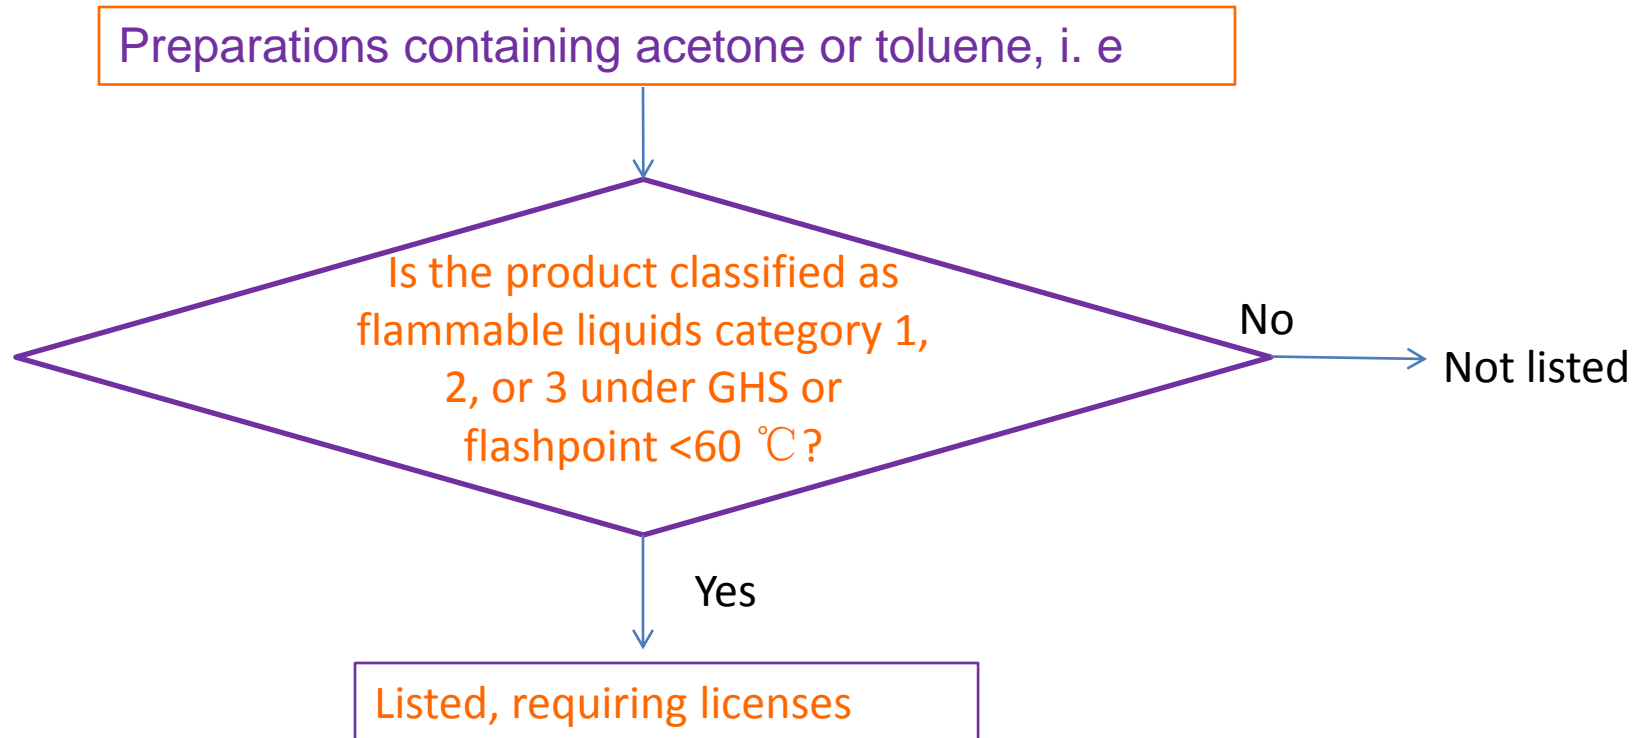 Preparations containing acetone or toluene, i. e
Is the product classified as
flammable liquids category 1,
2, or 3 under GHS or
flashpoint <60 ℃?
No
Not listed
Yes
Listed, requiring licenses